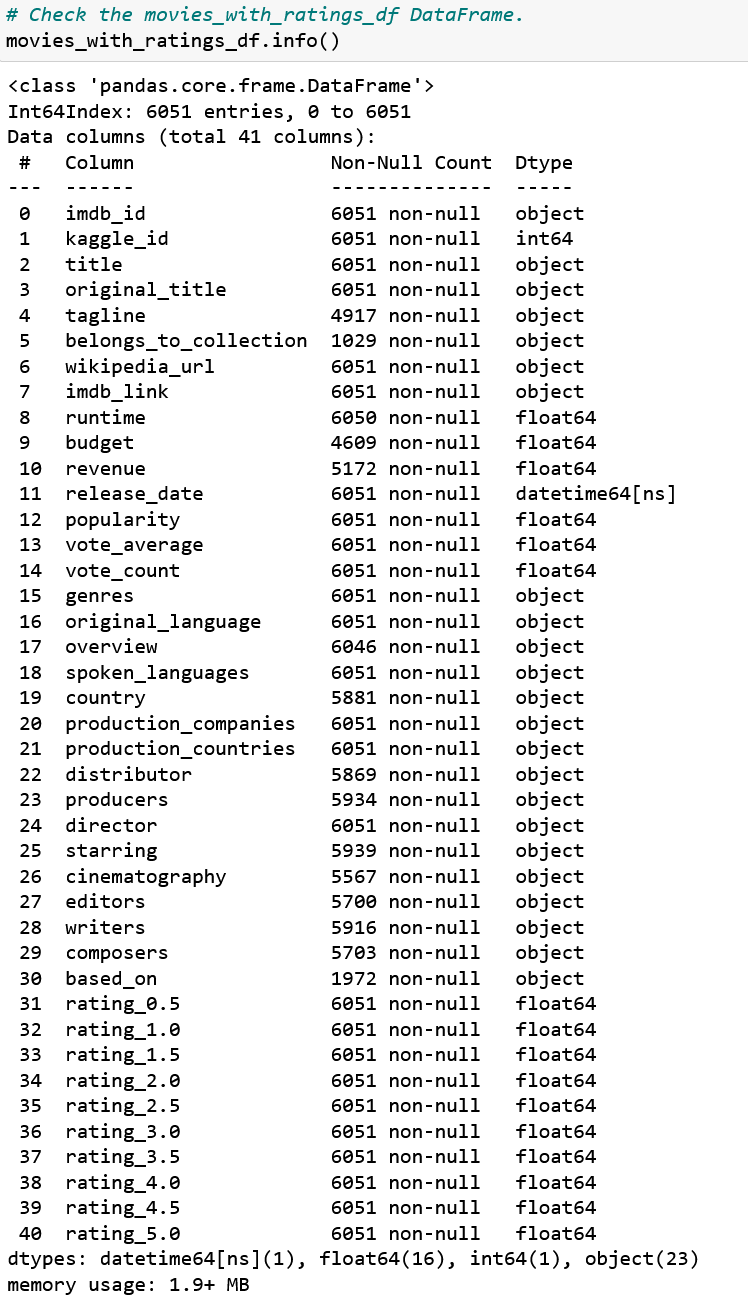 # Check the movies_with_ratings_df DataFrame.
movies_with_ratings_df.info()
<class 'pandas.core.frame.DataFrame'>
Int64Index: 6051 entries, 0 to 6051
Data columns (total 41 columns):
 #   Column                 Non-Null Count  Dtype
---  ------                 --------------  -----
 0   imdb_id                6051 non-null   object
 1   kaggle_id              6051 non-null   int64
 2   title                  6051 non-null   object
 3   original_title         6051 non-null   object
 4   tagline                4917 non-null   object
 5   belongs_to_collection  1029 non-null   object
 6   wikipedia_url          6051 non-null   object
 7   imdb_link              6051 non-null   object
 8   runtime                6050 non-null   float64
 9   budget                 4609 non-null   float64
 10  revenue                5172 non-null   float64
 11  release_date           6051 non-null   datetime64[ns]
 12  popularity             6051 non-null   float64
 13  vote_average           6051 non-null   float64
 14  vote_count             6051 non-null   float64
 15  genres                 6051 non-null   object
 16  original_language      6051 non-null   object
 17  overview               6046 non-null   object
 18  spoken_languages       6051 non-null   object
 19  country                5881 non-null   object
 20  production_companies   6051 non-null   object
 21  production_countries   6051 non-null   object
 22  distributor            5869 non-null   object
 23  producers              5934 non-null   object
 24  director               6051 non-null   object
 25  starring               5939 non-null   object
 26  cinematography         5567 non-null   object
 27  editors                5700 non-null   object
 28  writers                5916 non-null   object
 29  composers              5703 non-null   object
 30  based_on               1972 non-null   object
 31  rating_0.5             6051 non-null   float64
 32  rating_1.0             6051 non-null   float64
 33  rating_1.5             6051 non-null   float64
 34  rating_2.0             6051 non-null   float64
 35  rating_2.5             6051 non-null   float64
 36  rating_3.0             6051 non-null   float64
 37  rating_3.5             6051 non-null   float64
 38  rating_4.0             6051 non-null   float64
 39  rating_4.5             6051 non-null   float64
 40  rating_5.0             6051 non-null   float64
dtypes: datetime64[ns](1), float64(16), int64(1), object(23)
memory usage: 1.9+ MB